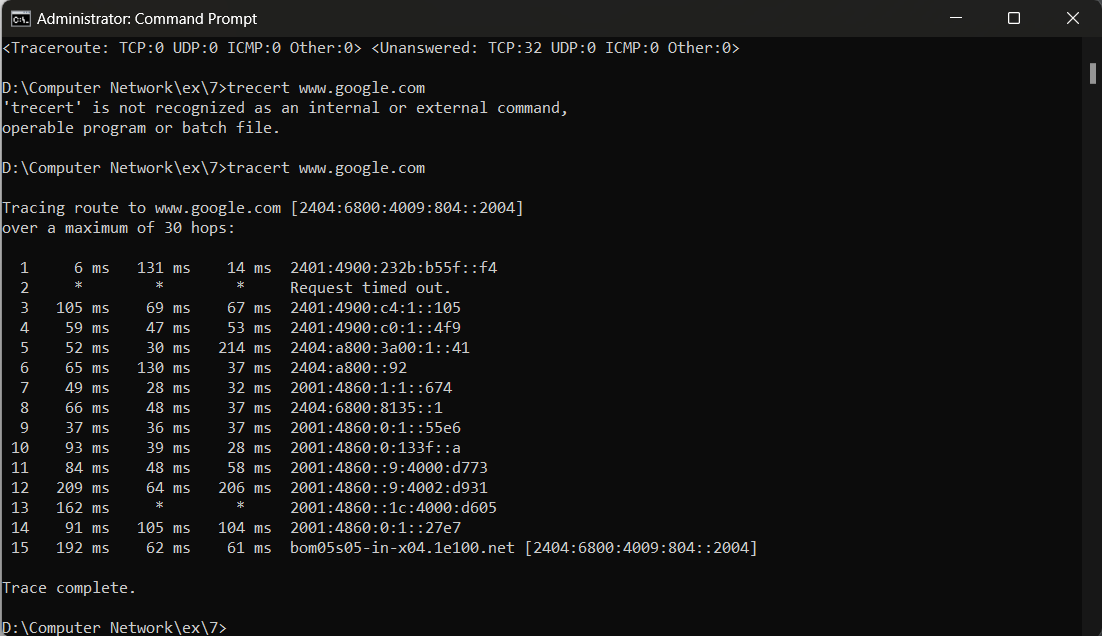 Administrator: Command Prompt
<Traceroute: TCP:0 UDP:0 ICMP:0 Other:0> <Unanswered: TCP:32 UDP:0 ICMP:0 Other:0>
D:\Computer Network\ex\7>trecert www.google.com
'trecert' is not recognized as an internal or external command,
operable program or batch file.
D:\Computer Network\ex\7>tracert www.google.com
Tracing route to www.google.com [2404:6800:4009:804::2004]
over a maximum of 30 hops:
1 6 ms 131 ms 14 ms 2401:4900:232b:b55f::f4
2 * * * Request timed out.
3 105 ms 69 ms 67 ms 2401:4900:c4:1::105
4 59 ms 47 ms 53 ms 2401:4900:c0:1::4f9
5 52 ms 30 ms 214 ms 2404:a800:3a00:1::41
6 65 ms 130 ms 37 ms 2404:a800::92
7 49 ms 28 ms 32 ms 2001:4860:1:1::674
8 66 ms 48 ms 37 ms 2404:6800:8135::1
9 37 ms 36 ms 37 ms 2001:4860:0:1::55e6
10 93 ms 39 ms 28 ms 2001:4860:0:133f::a
11 84 ms 48 ms 58 ms 2001:4860::9:4000:d773
12 209 ms 64 ms 206 ms 2001:4860::9:4002:d931
13 162 ms * * 2001:4860::1c:4000:d605
14 91 ms 105 ms 104 ms 2001:4860:0:1::27e7
15 192 ms 62 ms 61 ms bom05s05-in-x04.1e100.net [2404:6800:4009:804::2004]
Trace complete.
D:\Computer Network\ex\7>